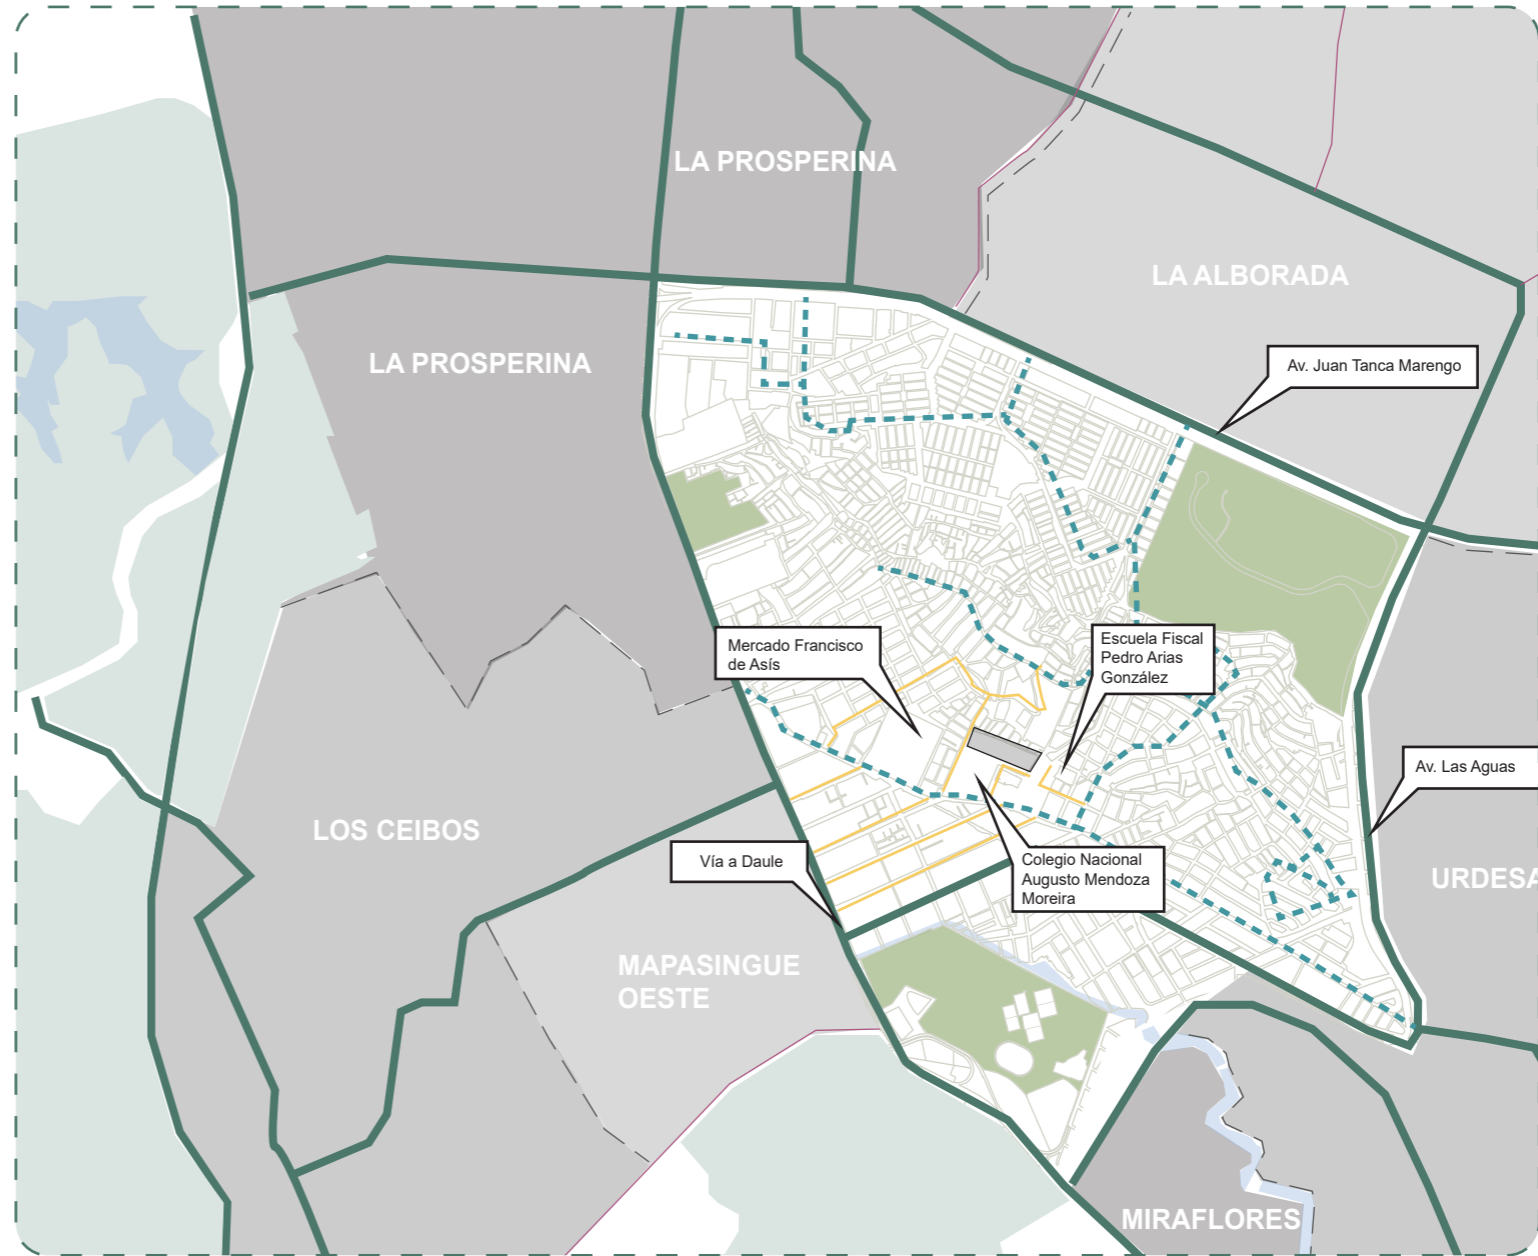 LA PROSPERINA
LA ALBORADA
LA PROSPERINA
Av. Juan Tanca Marengo
Mercado Francisco
de Asís
Escuela Fiscal
Pedro Arias
González
Av. Las Aguas
LOS CEIBOS
Vía a Daule
Colegio Nacional
Augusto Mendoza
Moreira
URDESA
MAPASINGUE
OESTE
MIRAFLORES